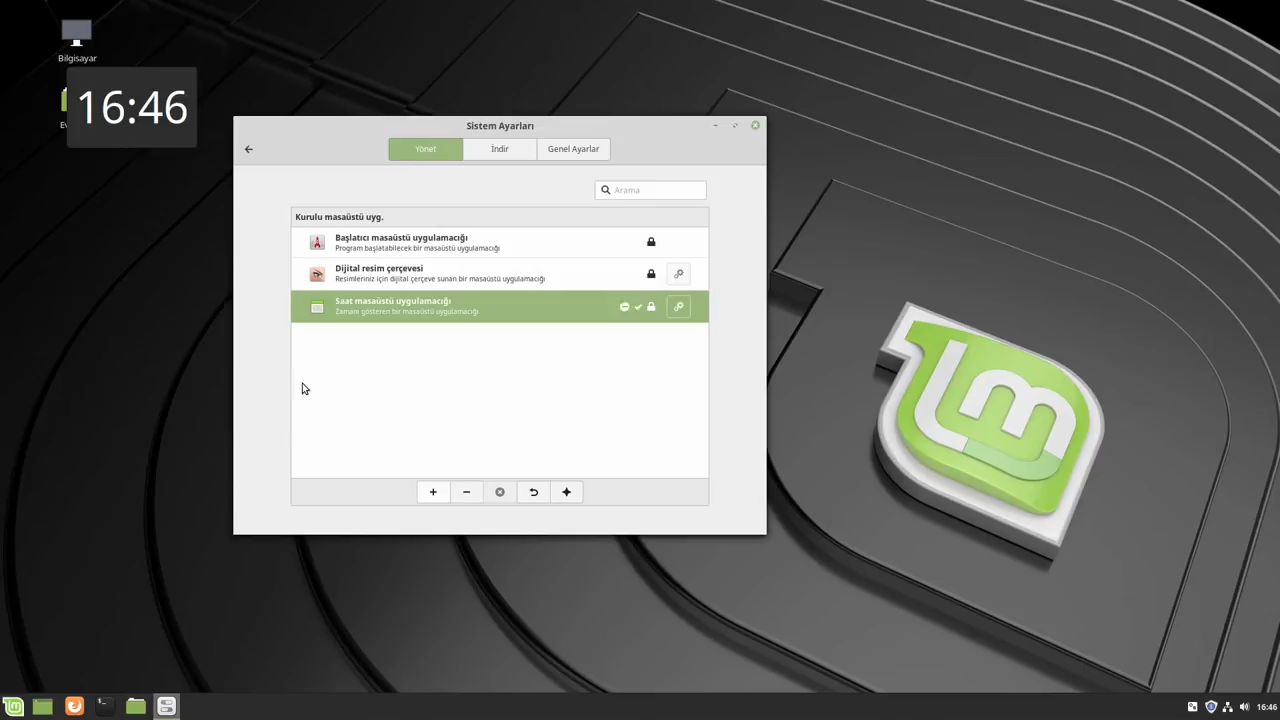 Bilgisayar
16:46
Ev
Sistem Ayarları
Yönet
İndir
Genel Ayarlar
Arama
Kurulu masaüstü uyg.
Başlatıcı masaüstü uygulamacığı
Program başlatabilecek bir masaüstü uygulamacığı
Dijital resim çerçevesi
Resimleriniz için dijital çerçeve sunan bir masaüstü uygulamacığı
Saat masaüstü uygulamacığı
Zamanı gösteren bir masaüstü uygulamacığı
16:46